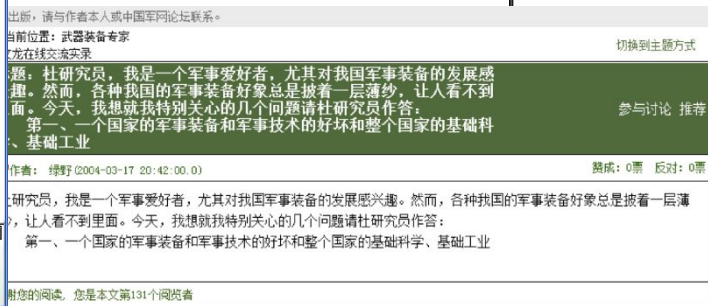 出版，请与作者本人或中国军网论坛联系。
当前位置：武器装备专家
文龙在线交流实录
切换到主题方式
题：杜研究员，我是一个军事爱好者，尤其对我国军事装备的发展感
趣。然而，各种我国的军事装备好象总是披着一层薄纱，让人看不到
面。今天，我想就我特别关心的几个问题请杜研究员作答：
第一、一个国家的军事装备和军事技术的好坏和整个国家的基础科
、基础工业
参与讨论 推荐
作者： 绿野(2004-03-17 20:42:00.0)
赞成：0票 反对：0票
研究员，我是一个军事爱好者，尤其对我国军事装备的发展感兴趣。然而，各种我国的军事装备好象总是披着一层薄
，让人看不到里面。今天，我想就我特别关心的几个问题请杜研究员作答：
第一、一个国家的军事装备和军事技术的好坏和整个国家的基础科学、基础工业
谢您的阅读，您是本文第131个阅览者